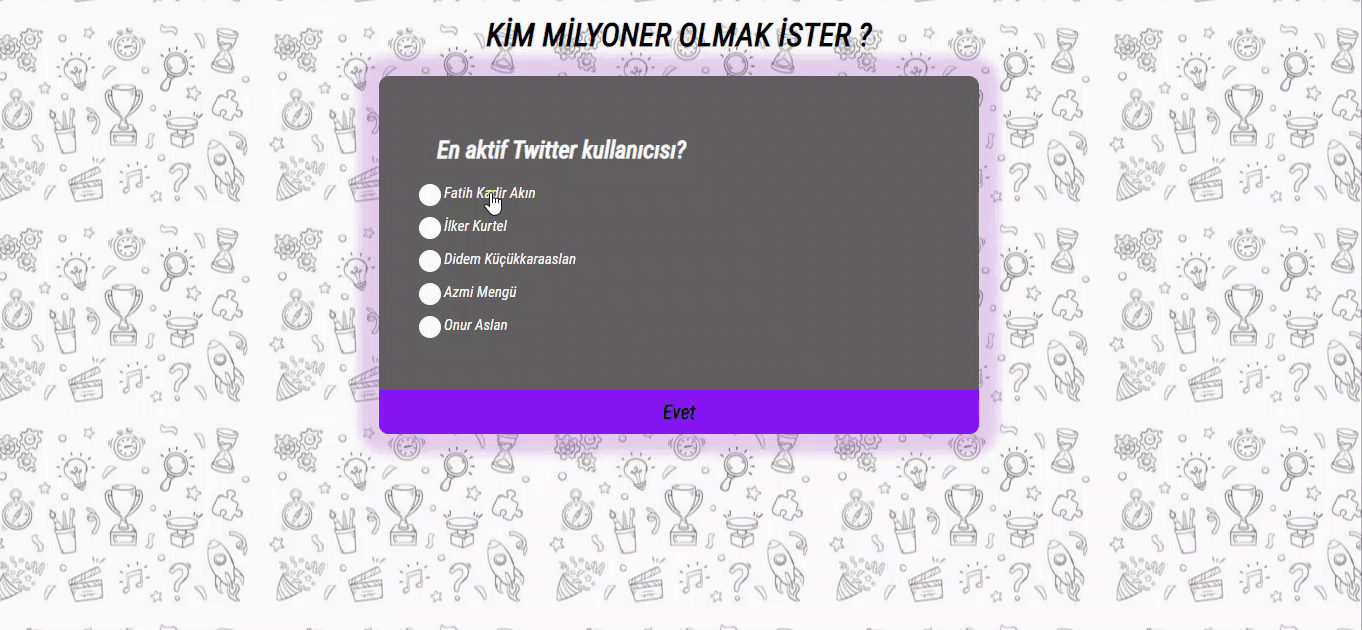 KİM MİLYONER OLMAK İSTER ?
En aktif Twitter kullanıcısı?
Fatih Kadir Akın
İlker Kurtel
Didem Küçükkaraaslan
Azmi Mengü
Onur Aslan
Evet